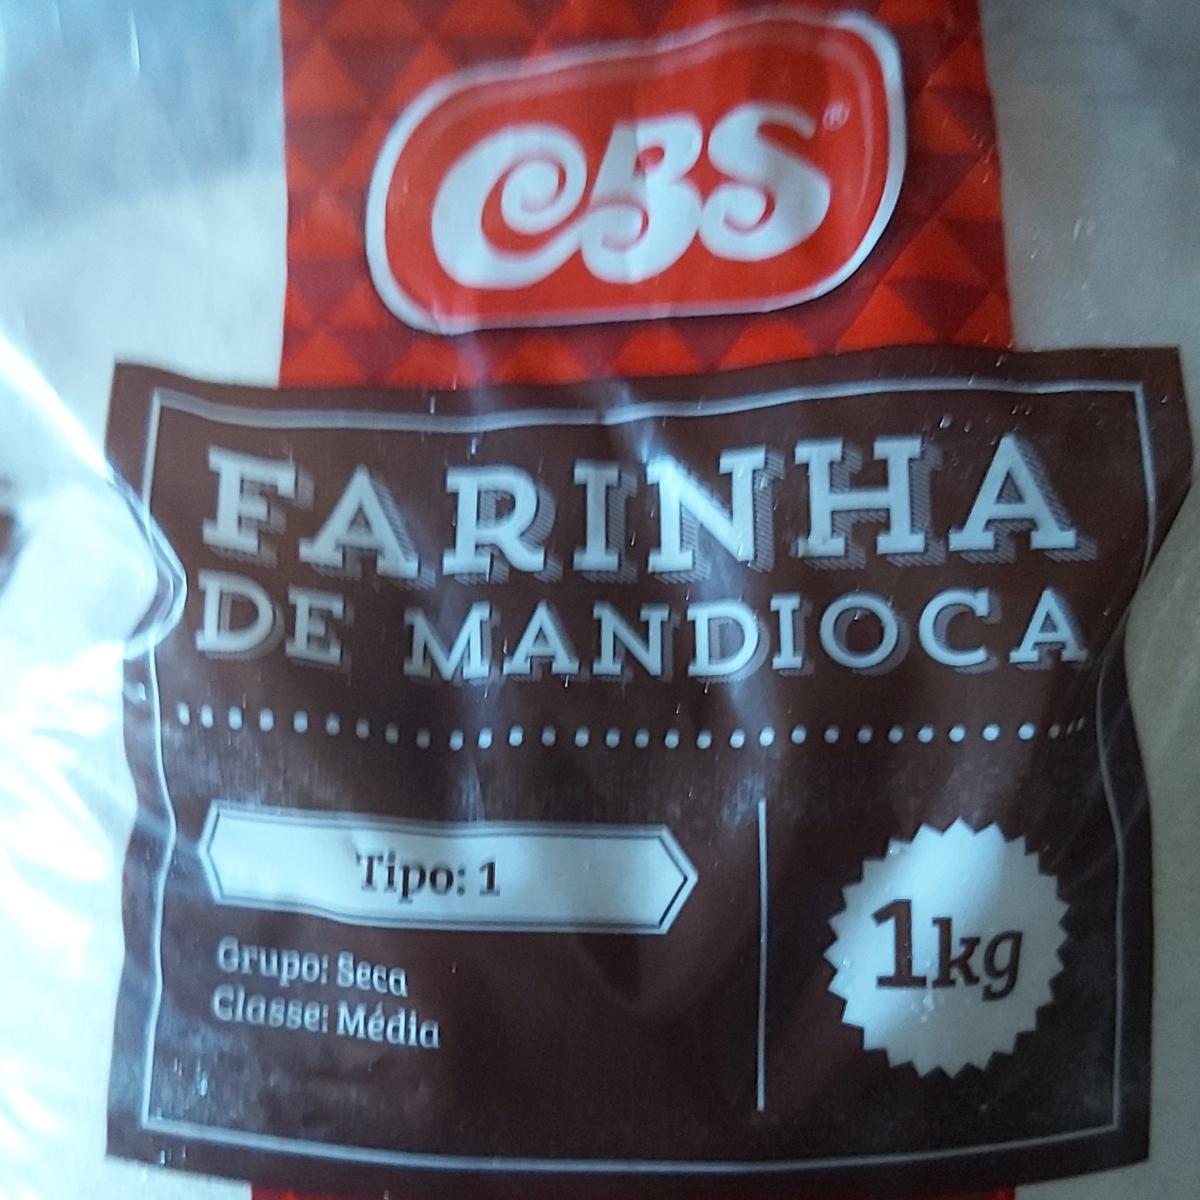 CBS®
FARINHA
DE MANDIOCA
Tipo: 1
Grupo: Seca
Classe: Média
1kg